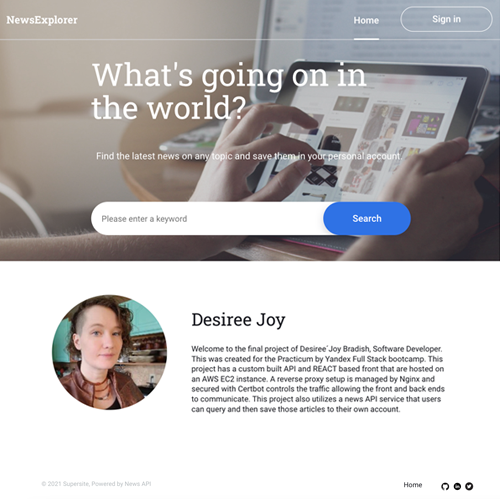 NewsExplorer
Home
Sign in
What's going on in
the world?
Find the latest news on any topic and save them in your personal account
Please enter a keyword
Search
Desiree Joy
Welcome to the final project of Desiree´Joy Bradish, Software Developer.
This was created for the Practicum by Yandex Full Stack bootcamp. This
project has a custom built API and REACT based front that are hosted on
an AWS EC2 instance. A reverse proxy setup is managed by Nginx and
secured with Certbot controls the traffic allowing the front and back ends
to communicate. This project also utilizes a news API service that users
can query and then save those articles to their own account.
© 2021 Supersite, Powered by News API
Home